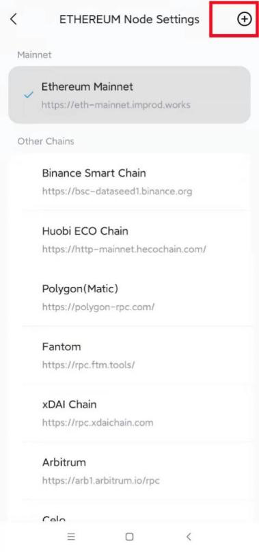 ETHEREUM Node Settings
Mainnet
Ethereum Mainnet
https://eth-mainnet.improd.works
Other Chains
Binance Smart Chain
https://bsc-dataseed1.binance.org
Huobi ECO Chain
https://http-mainnet.hecochain.com/
Polygon(Matic)
https://polygon-rpc.com/
Fantom
https://rpc.ftm.tools/
xDAI Chain
https://rpc.xdaichain.com
Arbitrum
https://arb1.arbitrum.io/rpc
Celo